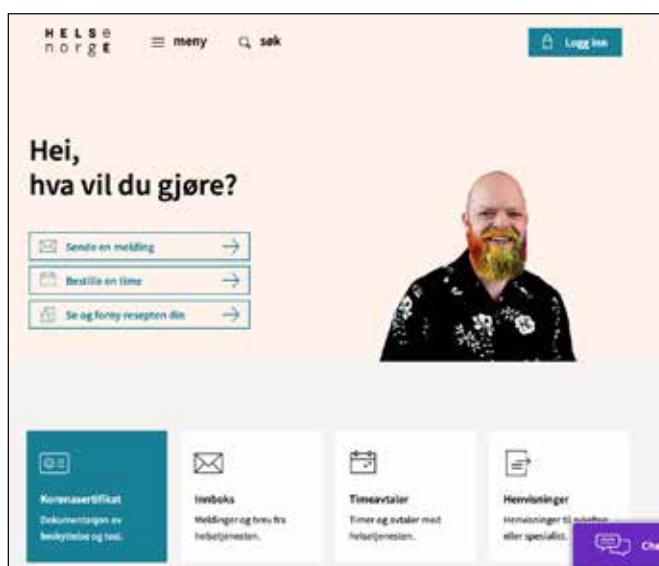 HELSe
norgE
meny
søk
Logg inn
Hei,
hva vil du gjøre?
Sende en melding
Bestille en time
Se og forny resepten din
Koronasertifikat
Dokumentasjon av
beskyttelse og test.
Innboks
Meldinger og brev fra
helsetjenesten.
Timeavtaler
Timer og avtaler med
helsetjenesten.
Henvisninger
Henvisninger til
eller spesialist.
Cha